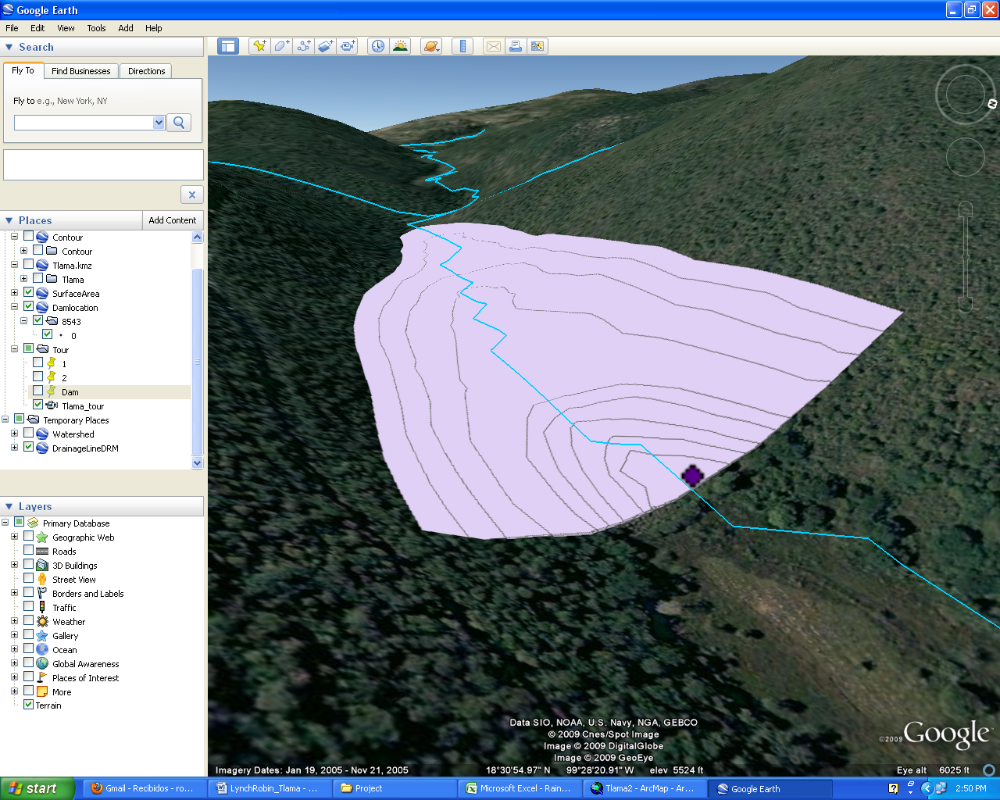 Google Earth
File Edit View Tools Add Help
Search
Fly To Find Businesses Directions
Fly to e.g., New York, NY
Places Add Content
Contour
Contour
Tlama.kmz
Tlama
SurfaceArea
Damlocation
8543
0
Tour
1
2
Dam
Tlama_tour
Temporary Places
Watershed
DrainageLineDRM
Layers
Primary Database
Geographic Web
Roads
3D Buildings
Street View
Borders and Labels
Traffic
Weather
Gallery
Ocean
Global Awareness
Places of Interest
More
Terrain
N
Data SIO, NOAA, U.S. Navy, NGA, GEBCO
© 2009 Cnes/Spot Image
Image © 2009 DigitalGlobe
Image © 2009 GeoEye
©2009 Google
Imagery Dates: Jan 19, 2005 - Nov 21, 2005 18°30'54.97" N 99°28'20.91" W elev 5524 ft Eye alt 6025 ft
start Gmail - Recibidos - ro... LynchRobin_Tlama - ... Project Microsoft Excel - Rain... Tlama2 - ArcMap - Ar... Google Earth 2:50 PM